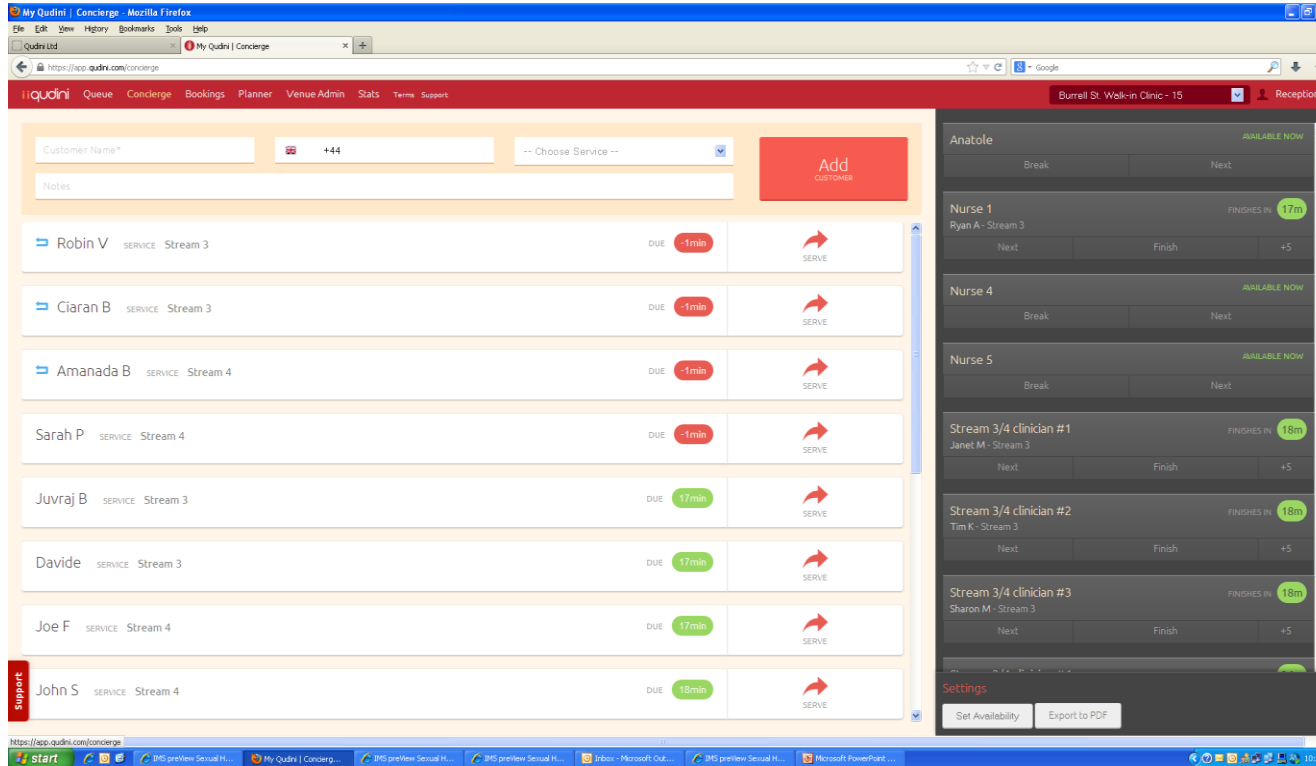 My Qudini | Concierge - Mozilla Firefox
File Edit View History Bookmarks Tools Help
Qudini Ltd × My Qudini | Concierge × +
https://app.qudini.com/concierge Google
qudini Queue Concierge Bookings Planner Venue Admin Stats Terms Support Burrell St. Walk-in Clinic - 15 Reception
Customer Name* +44 -- Choose Service -- Add
CUSTOMER
Notes
Robin V SERVICE Stream 3 DUE -1min SERVE
Ciaran B SERVICE Stream 3 DUE -1min SERVE
Amanada B SERVICE Stream 4 DUE -1min SERVE
Sarah P SERVICE Stream 4 DUE -1min SERVE
Juvraj B SERVICE Stream 3 DUE 17min SERVE
Davide SERVICE Stream 3 DUE 17min SERVE
Joe F SERVICE Stream 4 DUE 17min SERVE
John S SERVICE Stream 4 DUE 18min SERVE
Anatole AVAILABLE NOW
Break Next
Nurse 1 FINISHES IN 17m
Ryan A - Stream 3
Next Finish +5
Nurse 4 AVAILABLE NOW
Break Next
Nurse 5 AVAILABLE NOW
Break Next
Stream 3/4 clinician #1 FINISHES IN 18m
Janet M - Stream 3
Next Finish +5
Stream 3/4 clinician #2 FINISHES IN 18m
Tim K - Stream 3
Next Finish +5
Stream 3/4 clinician #3 FINISHES IN 18m
Sharon M - Stream 3
Next Finish +5
Settings
Set Availability Export to PDF
Support
https://app.qudini.com/concierge
start IMS preView Sexual H... My Qudini | Concierg... IMS preView Sexual H... IMS preView Sexual H... Inbox - Microsoft Out... IMS preView Sexual H... Microsoft PowerPoint ...